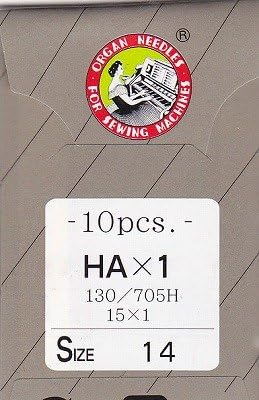 ORGAN NEEDLES
FOR SEWING MACHINES
®
-10pcs.-
HA×1
130/705H
15×1
SIZE 14